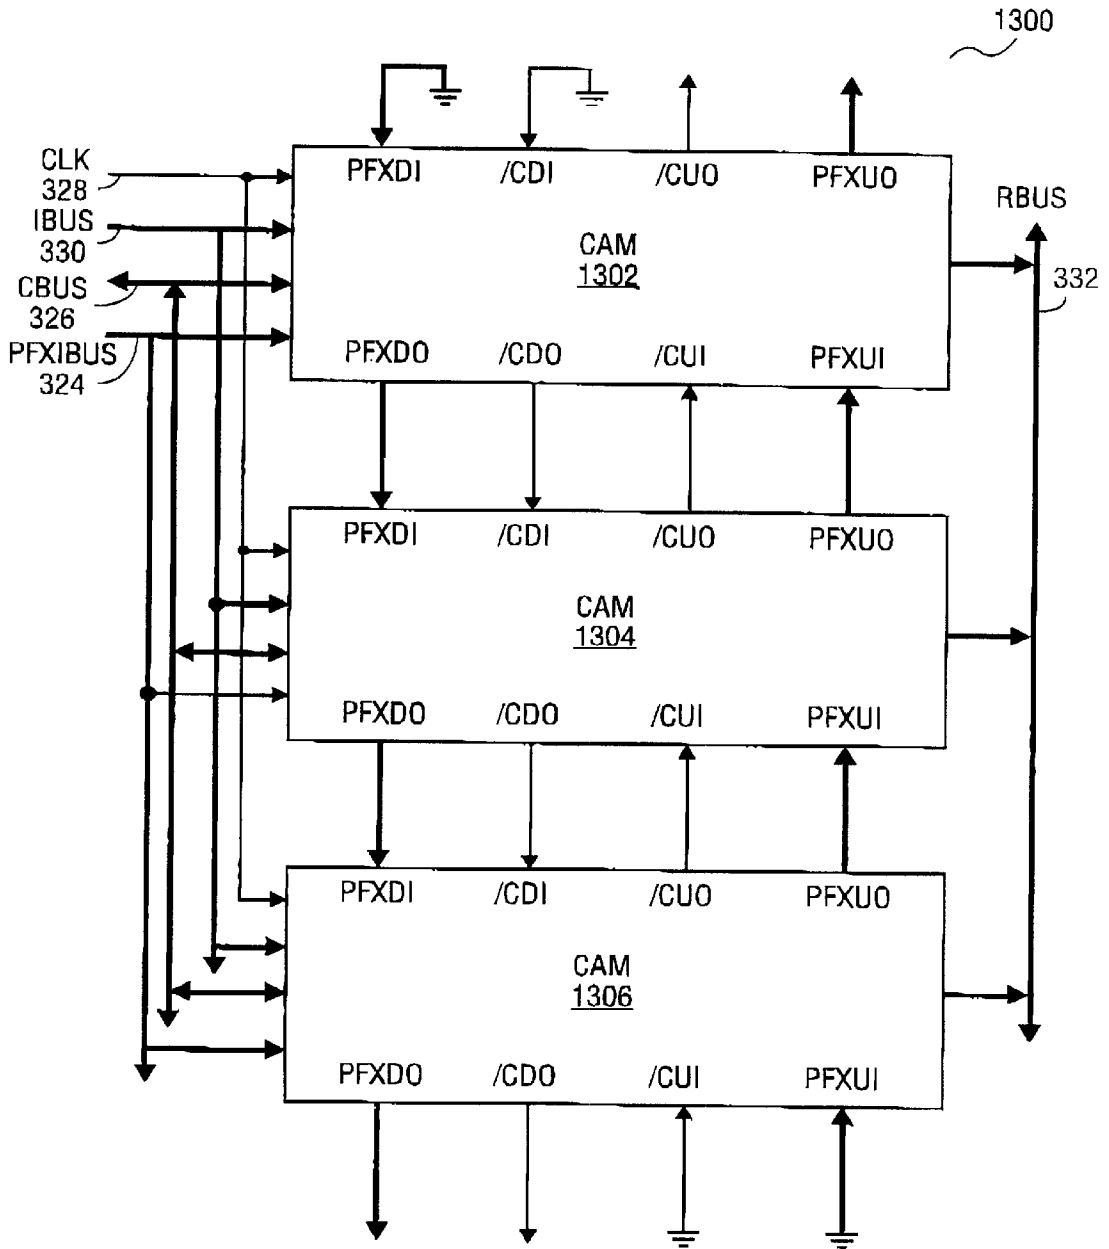 1300
PFXDI /CDI /CUO PFXUO
CLK
328
IBUS
330
CBUS
326
PFXIBUS
324
CAM
1302
RBUS
332
PFXDO /CDO /CUI PFXUI
PFXDI /CDI /CUO PFXUO
CAM
1304
PFXDO /CDO /CUI PFXUI
PFXDI /CDI /CUO PFXUO
CAM
1306
PFXDO /CDO /CUI PFXUI